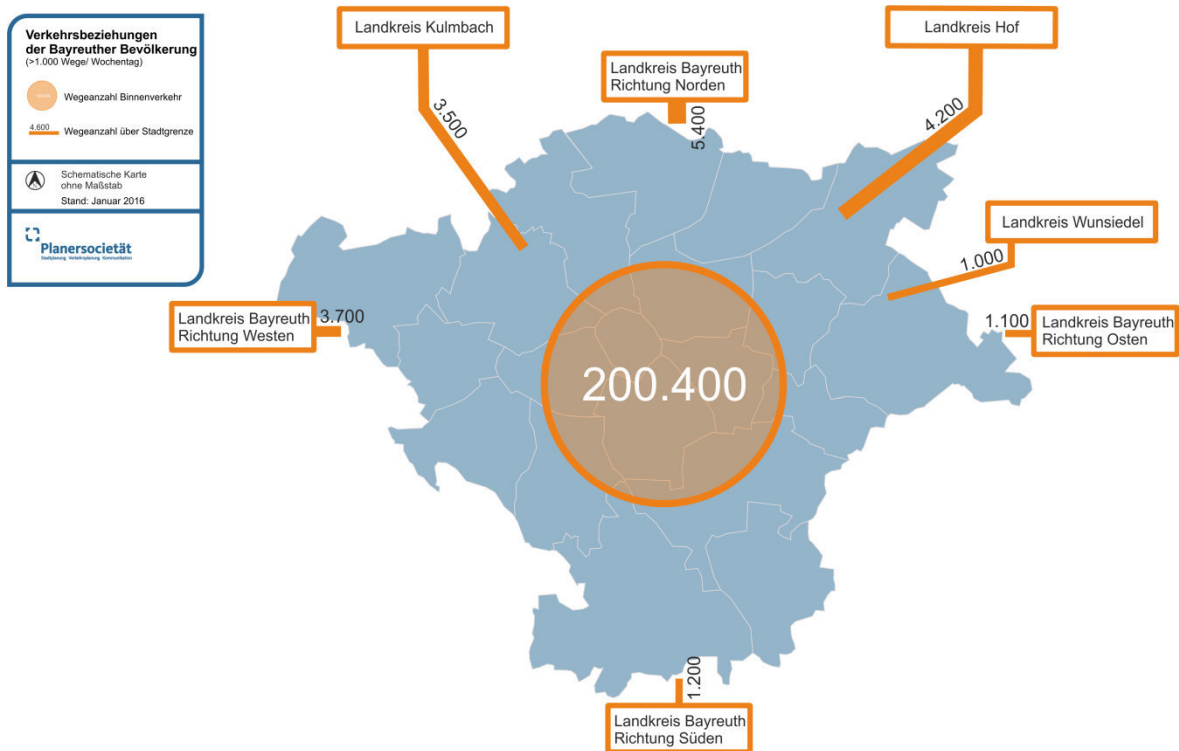 Verkehrsbeziehungen
der Bayreuther Bevölkerung
(>1.000 Wege/ Wochentag)
Wegeanzahl Binnenverkehr
4.600
Wegeanzahl über Stadtgrenze
Schematische Karte
ohne Maßstab
Stand: Januar 2016
Planersocietät
Stadtplanung Verkehrsplanung Kommunikation
Landkreis Kulmbach
3.500
Landkreis Bayreuth
Richtung Norden
5.400
Landkreis Hof
4.200
Landkreis Wunsiedel
1.000
Landkreis Bayreuth
Richtung Westen
3.700
1.100
Landkreis Bayreuth
Richtung Osten
200.400
1.200
Landkreis Bayreuth
Richtung Süden